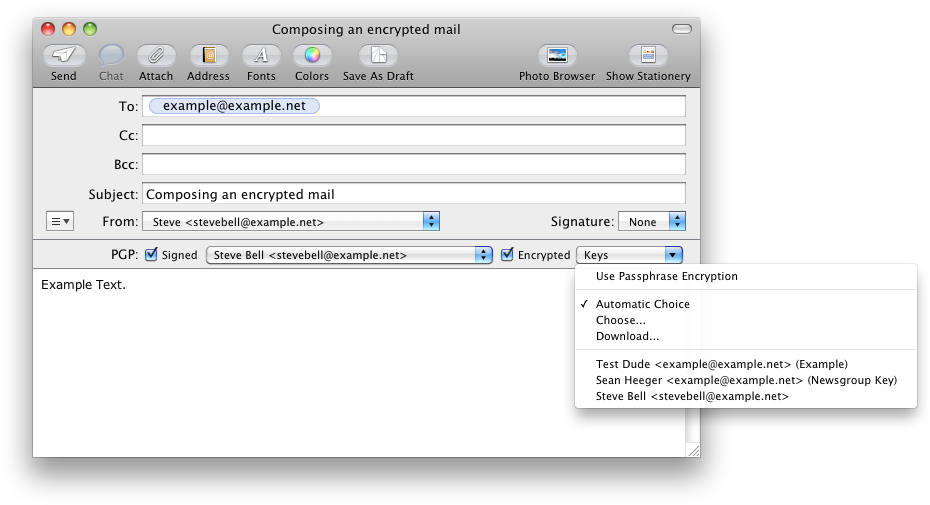 Composing an encrypted mail
Send Chat Attach Address Fonts Colors Save As Draft Photo Browser Show Stationery
To: example@example.net
Cc:
Bcc:
Subject: Composing an encrypted mail
From: Steve <stevebell@example.net> Signature: None
PGP: Signed Steve Bell <stevebell@example.net> Encrypted Keys
Use Passphrase Encryption
Example Text.
✓ Automatic Choice
Choose...
Download...
Test Dude <example@example.net> (Example)
Sean Heeger <example@example.net> (Newsgroup Key)
Steve Bell <stevebell@example.net>